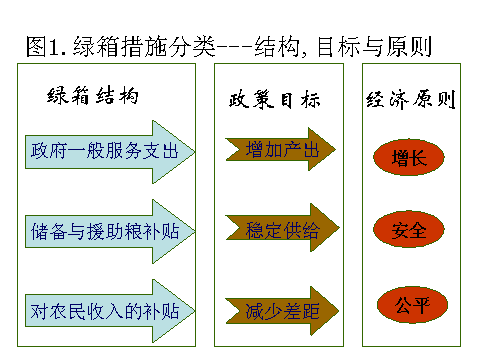 图1.绿箱措施分类---结构,目标与原则
绿箱结构
政策目标
经济原则
政府一般服务支出
增加产出
增长
储备与援助粮补贴
稳定供给
安全
对农民收入的补贴
减少差距
公平